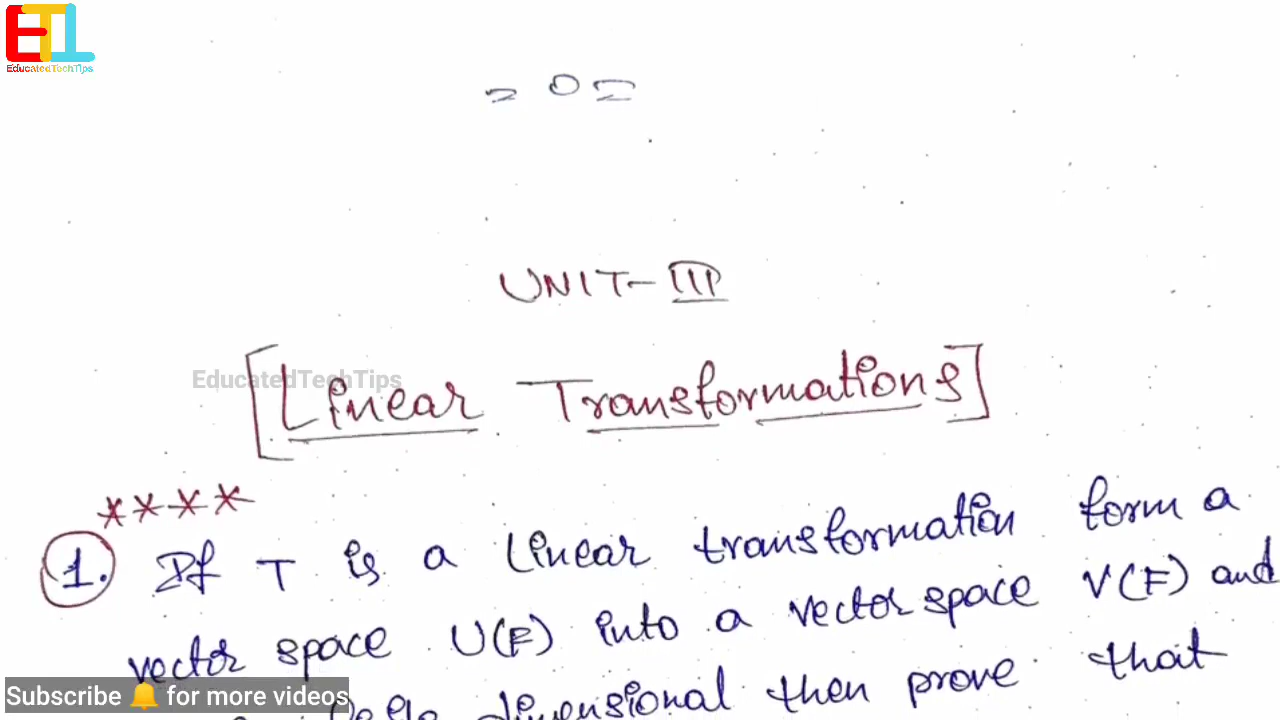 ETL
EducatedTechTips
= 0 =
UNIT - III
[Linear Transformations]
EducatedTechTips
****
1. If T is a linear transformation form a
vector space U(F) into a vector space V(F) and
dimensional then prove that
Subscribe 🔔 for more videos